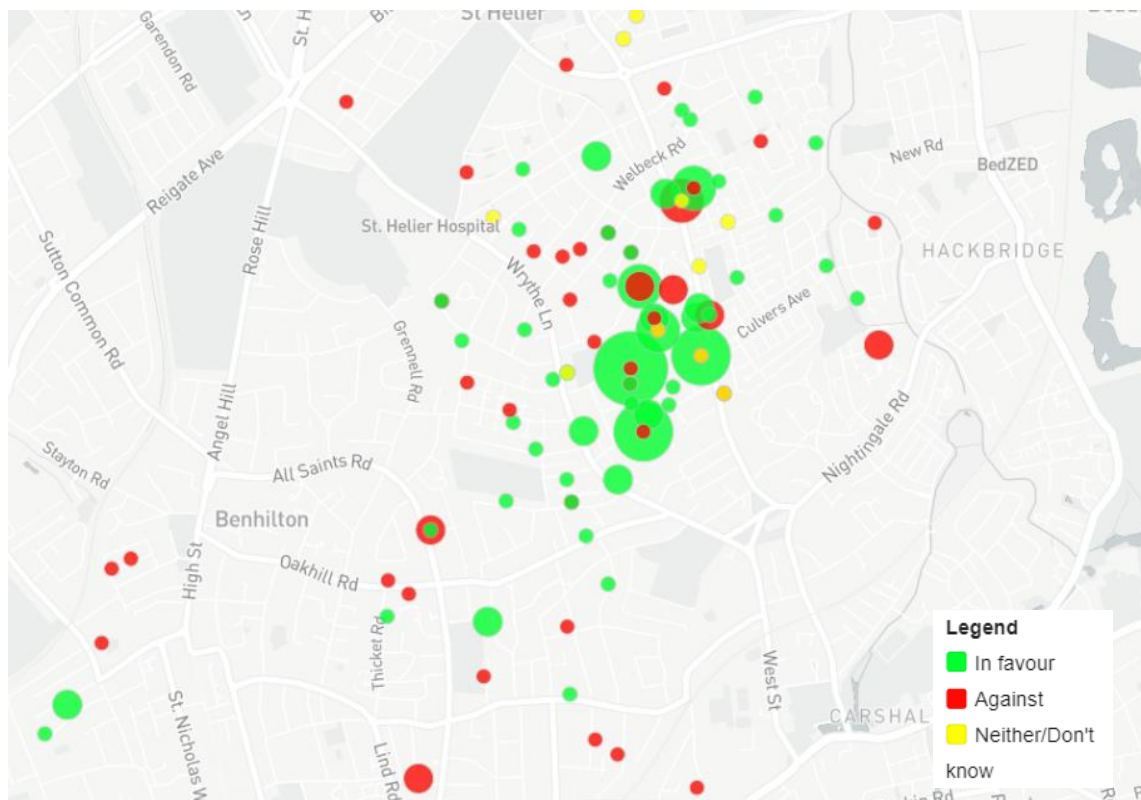 St Helier
Garendon Rd
St. H
Reigate Ave
Welbeck Rd
New Rd
BedZED
St. Helier Hospital
Rose Hill
HACKBRIDGE
Sutton Common Rd
Wrythe Ln
Culvers Ave
Grennell Rd
Angel Hill
Nightingale Rd
Stayton Rd
All Saints Rd
Benhilton
High St
Oakhill Rd
Thicket Rd
West St
St. Nicholas W
CARSHAL
Lind Rd
Legend
In favour
Against
Neither/Don't
know